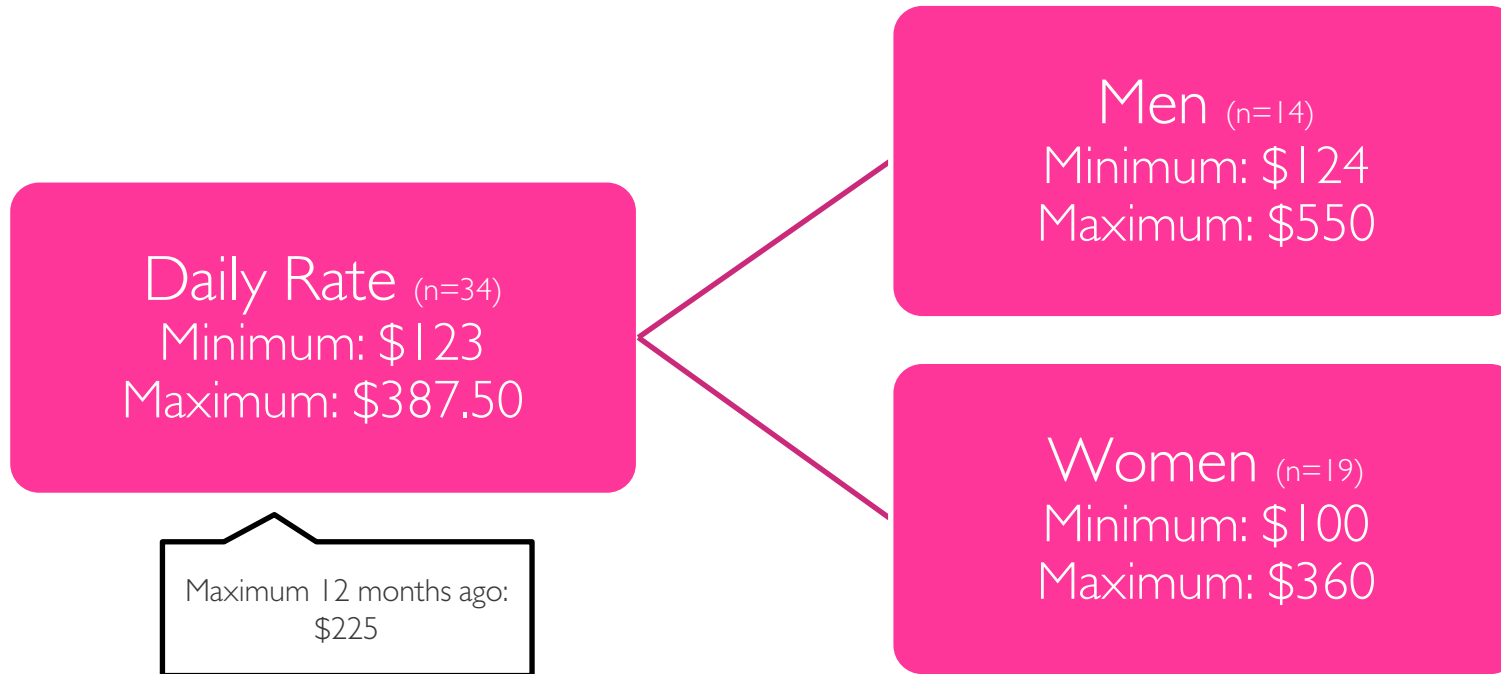 Daily Rate (n=34)
Minimum: $123
Maximum: $387.50
Maximum 12 months ago:
$225
Men (n=14)
Minimum: $124
Maximum: $550
Women (n=19)
Minimum: $100
Maximum: $360